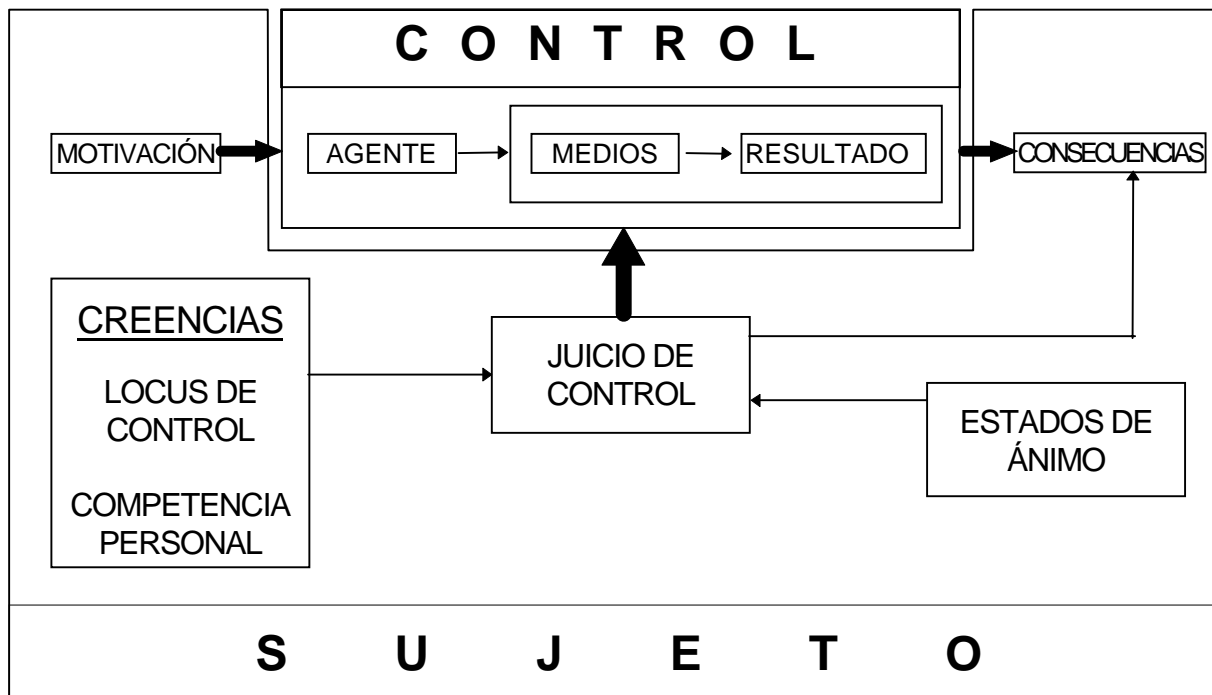 C O N T R O L
MOTIVACIÓN
AGENTE
MEDIOS
RESULTADO
CONSECUENCIAS
CREENCIAS
LOCUS DE
CONTROL
COMPETENCIA
PERSONAL
JUICIO DE
CONTROL
ESTADOS DE
ÁNIMO
S U J E T O